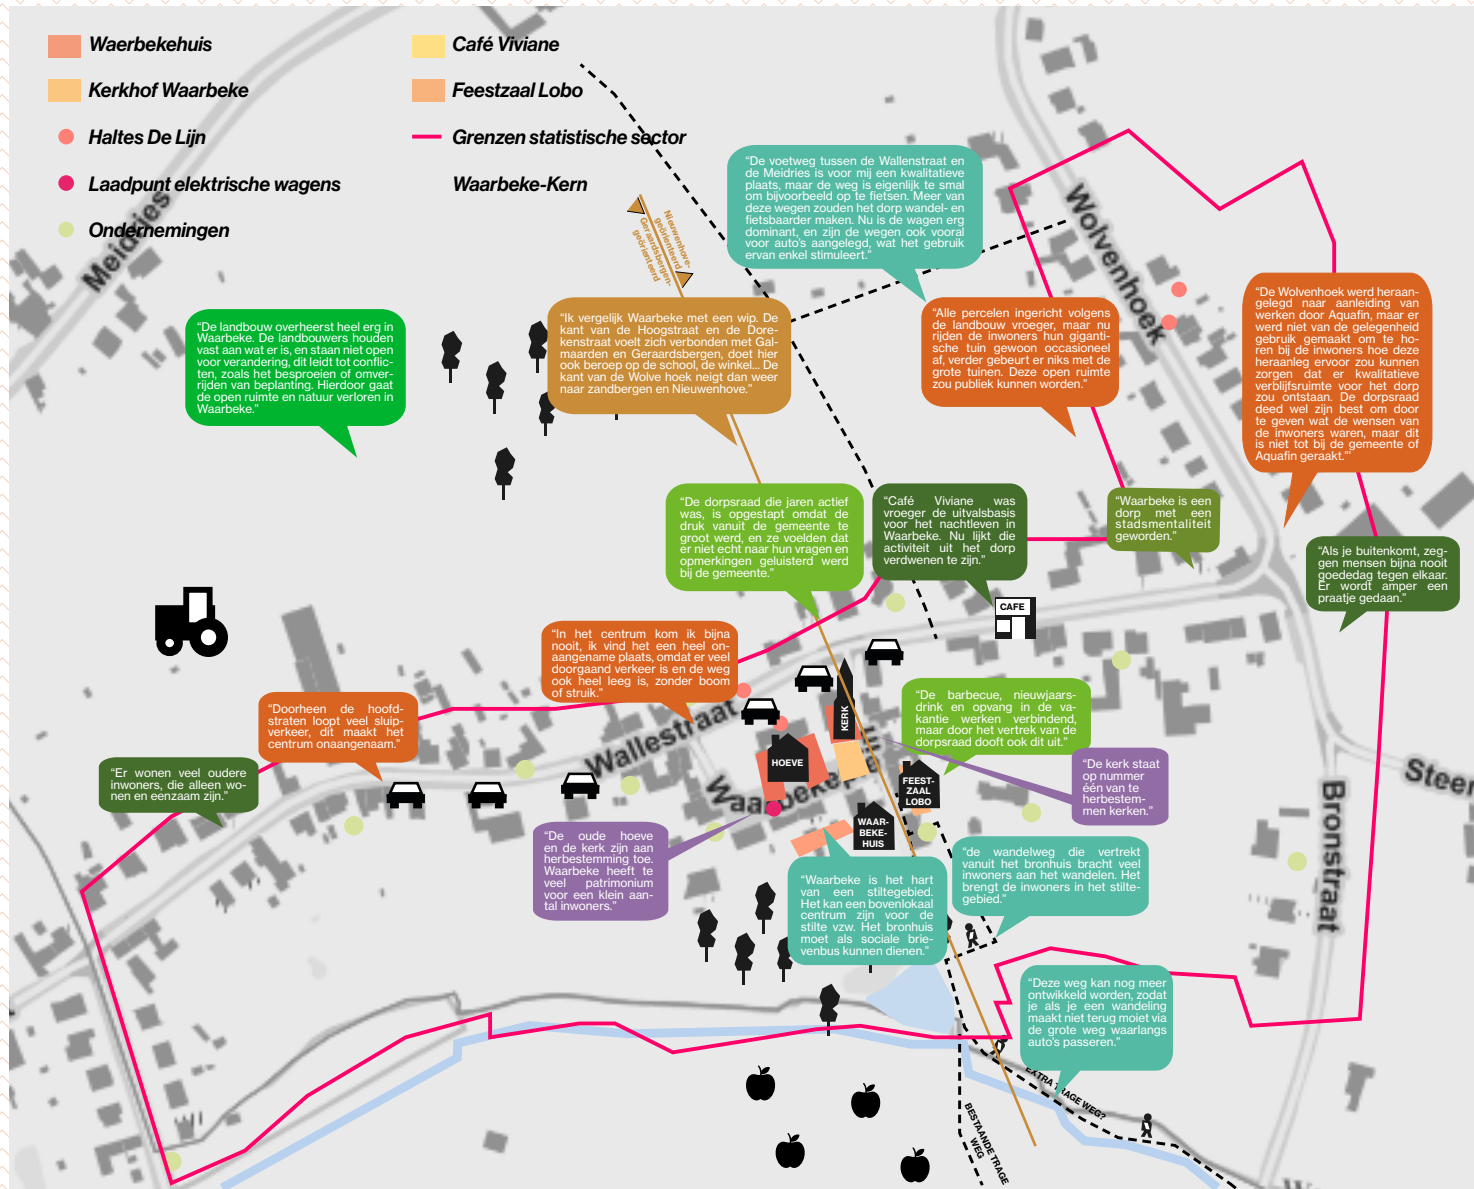 Waerbekehuis
Kerkhof Waarbeke
Haltes De Lijn
Laadpunt elektrische wagens
Ondernemingen
Café Viviane
Feestzaal Lobo
Grenzen statistische sector
Waarbeke-Kern
Meidries
Wolvenhoek
Nieuwenhove-
georiënteerd
Geraardsbergen-
georiënteerd
“De voetweg tussen de Wallenstraat en
de Meidries is voor mij een kwalitatieve
plaats, maar de weg is eigenlijk te smal
om bijvoorbeeld op te fietsen. Meer van
deze wegen zouden het dorp wandel- en
fietsbaarder maken. Nu is de wagen erg
dominant, en zijn de wegen ook vooral
voor auto’s aangelegd, wat het gebruik
ervan enkel stimuleert.”
“De landbouw overheerst heel erg in
Waarbeke. De landbouwers houden
vast aan wat er is, en staan niet open
voor verandering, dit leidt tot conflic-
ten, zoals het besproeien of omver-
rijden van beplanting. Hierdoor gaat
de open ruimte en natuur verloren in
Waarbeke.”
“Ik vergelijk Waarbeke met een wip. De
kant van de Hoogstraat en de Dore-
kenstraat voelt zich verbonden met Gal-
maarden en Geraardsbergen, doet hier
ook beroep op de school, de winkel... De
kant van de Wolve hoek neigt dan weer
naar zandbergen en Nieuwenhove.”
“Alle percelen ingericht volgens
de landbouw vroeger, maar nu
rijden de inwoners hun giganti-
sche tuin gewoon occasioneel
af, verder gebeurt er niks met de
grote tuinen. Deze open ruimte
zou publiek kunnen worden.”
“De Wolvenhoek werd heraan-
gelegd naar aanleiding van
werken door Aquafin, maar er
werd niet van de gelegenheid
gebruik gemaakt om te ho-
ren bij de inwoners hoe deze
heraanleg ervoor zou kunnen
zorgen dat er kwalitatieve
verblijfsruimte voor het dorp
zou ontstaan. De dorpsraad
deed wel zijn best om door
te geven wat de wensen van
de inwoners waren, maar dit
is niet tot bij de gemeente of
Aquafin geraakt.”’
“De dorpsraad die jaren actief
was, is opgestapt omdat de
druk vanuit de gemeente te
groot werd, en ze voelden dat
er niet echt naar hun vragen en
opmerkingen geluisterd werd
bij de gemeente.”
“Café Viviane was
vroeger de uitvalsbasis
voor het nachtleven in
Waarbeke. Nu lijkt die
activiteit uit het dorp
verdwenen te zijn.”
“Waarbeke is een
dorp met een
stadsmentaliteit
geworden.”
“Als je buitenkomt, zeg-
gen mensen bijna nooit
goededag tegen elkaar.
Er wordt amper een
praatje gedaan.”
CAFE
“In het centrum kom ik bijna
nooit, ik vind het een heel on-
aangename plaats, omdat er veel
doorgaand verkeer is en de weg
ook heel leeg is, zonder boom
of struik.”
“Doorheen de hoofd-
straten loopt veel sluip-
verkeer, dit maakt het
centrum onaangenaam.”
“Er wonen veel oudere
inwoners, die alleen wo-
nen en eenzaam zijn.”
Wallestraat
KERK
HOEVE
FEEST-
ZAAL
LOBO
WAAR-
BEKE-
HUIS
“De barbecue, nieuwjaars-
drink en opvang in de va-
kantie werken verbindend,
maar door het vertrek van de
dorpsraad dooft ook dit uit.”
“De kerk staat
op nummer
één van te
herbestem-
men kerken.”
“De oude hoeve
en de kerk zijn aan
herbestemming toe.
Waarbeke heeft te
veel patrimonium
voor een klein aan-
tal inwoners.”
“Waarbeke is het hart
van een stiltegebied.
Het kan een bovenlokaal
centrum zijn voor de
stilte vzw. Het bronhuis
moet als sociale brie-
venbus kunnen dienen.”
“de wandelweg die vertrekt
vanuit het bronhuis bracht veel
inwoners aan het wandelen. Het
brengt de inwoners in het stilte-
gebied.”
“Deze weg kan nog meer
ontwikkeld worden, zodat
je als je een wandeling
maakt niet terug moiet via
de grote weg waarlangs
auto’s passeren.”
Bronstraat
Steen
EXTRA TRAGE WEG?
BESTAANDE TRAGE
WEG